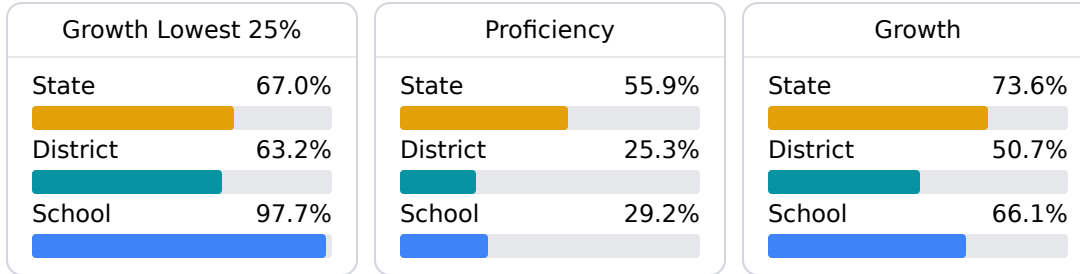 Growth Lowest 25%
State 67.0%
District 63.2%
School 97.7%
Proficiency
State 55.9%
District 25.3%
School 29.2%
Growth
State 73.6%
District 50.7%
School 66.1%